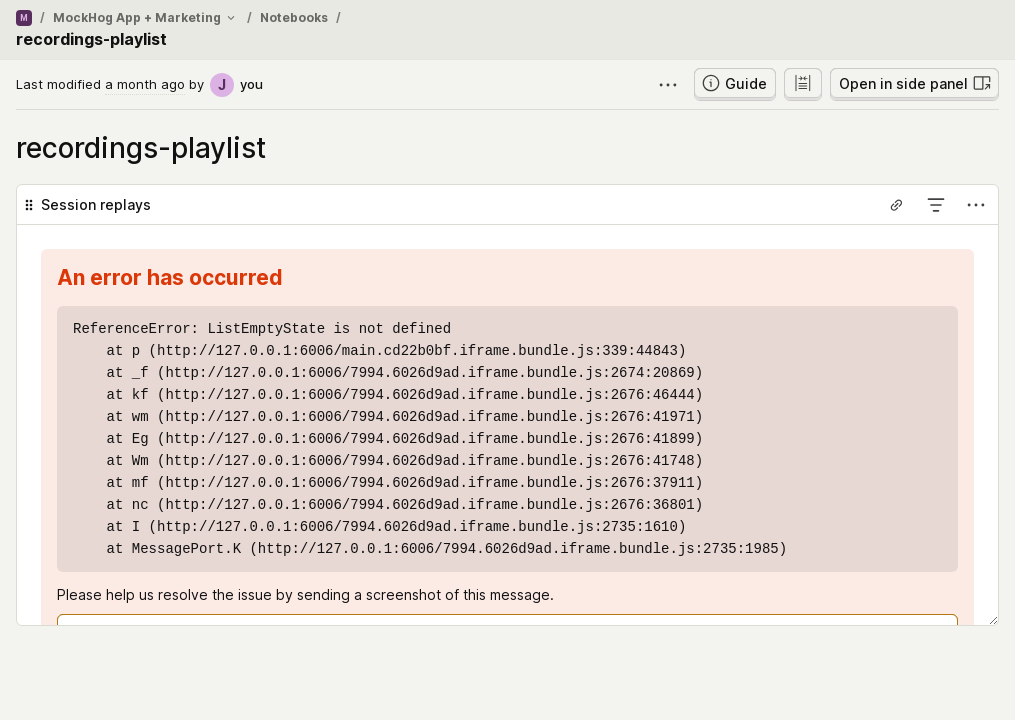 M / MockHog App + Marketing / Notebooks /
recordings-playlist
Last modified a month ago by J you
Guide
Open in side panel
recordings-playlist
Session replays
An error has occurred
ReferenceError: ListEmptyState is not defined
at p (http://127.0.0.1:6006/main.cd22b0bf.iframe.bundle.js:339:44843)
at _f (http://127.0.0.1:6006/7994.6026d9ad.iframe.bundle.js:2674:20869)
at kf (http://127.0.0.1:6006/7994.6026d9ad.iframe.bundle.js:2676:46444)
at wm (http://127.0.0.1:6006/7994.6026d9ad.iframe.bundle.js:2676:41971)
at Eg (http://127.0.0.1:6006/7994.6026d9ad.iframe.bundle.js:2676:41899)
at Wm (http://127.0.0.1:6006/7994.6026d9ad.iframe.bundle.js:2676:41748)
at mf (http://127.0.0.1:6006/7994.6026d9ad.iframe.bundle.js:2676:37911)
at nc (http://127.0.0.1:6006/7994.6026d9ad.iframe.bundle.js:2676:36801)
at I (http://127.0.0.1:6006/7994.6026d9ad.iframe.bundle.js:2735:1610)
at MessagePort.K (http://127.0.0.1:6006/7994.6026d9ad.iframe.bundle.js:2735:1985)
Please help us resolve the issue by sending a screenshot of this message.